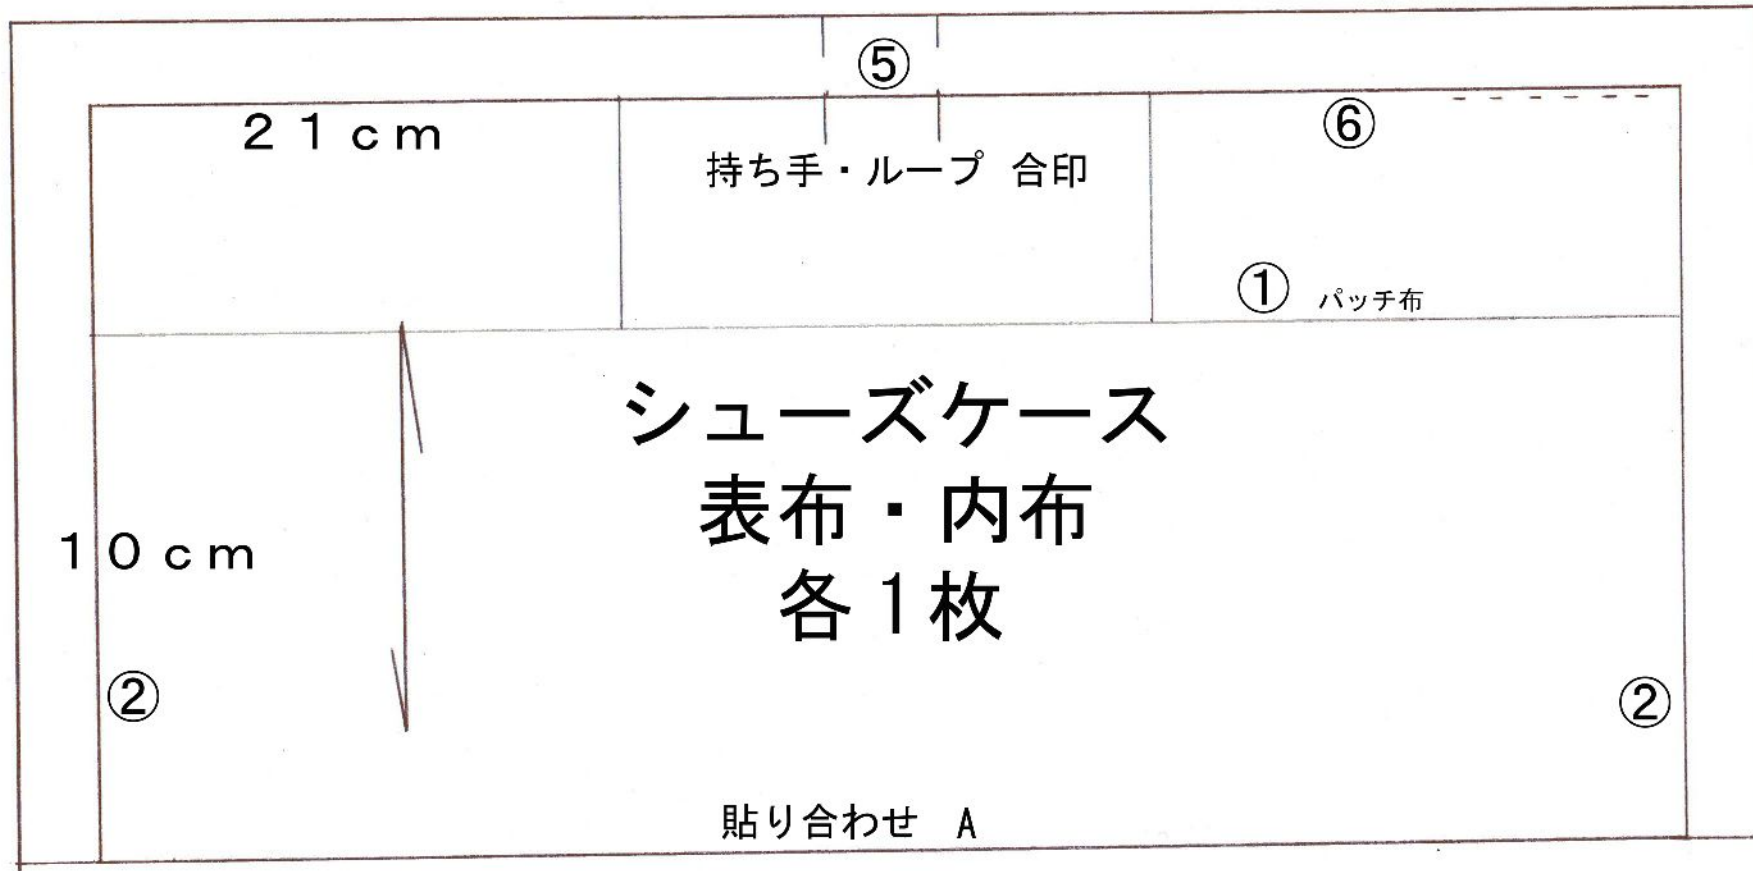 ⑤
21cm
⑥
持ち手・ループ 合印
① パッチ布
シューズケース
表布・内布
10cm
各1枚
② ②
貼り合わせ A